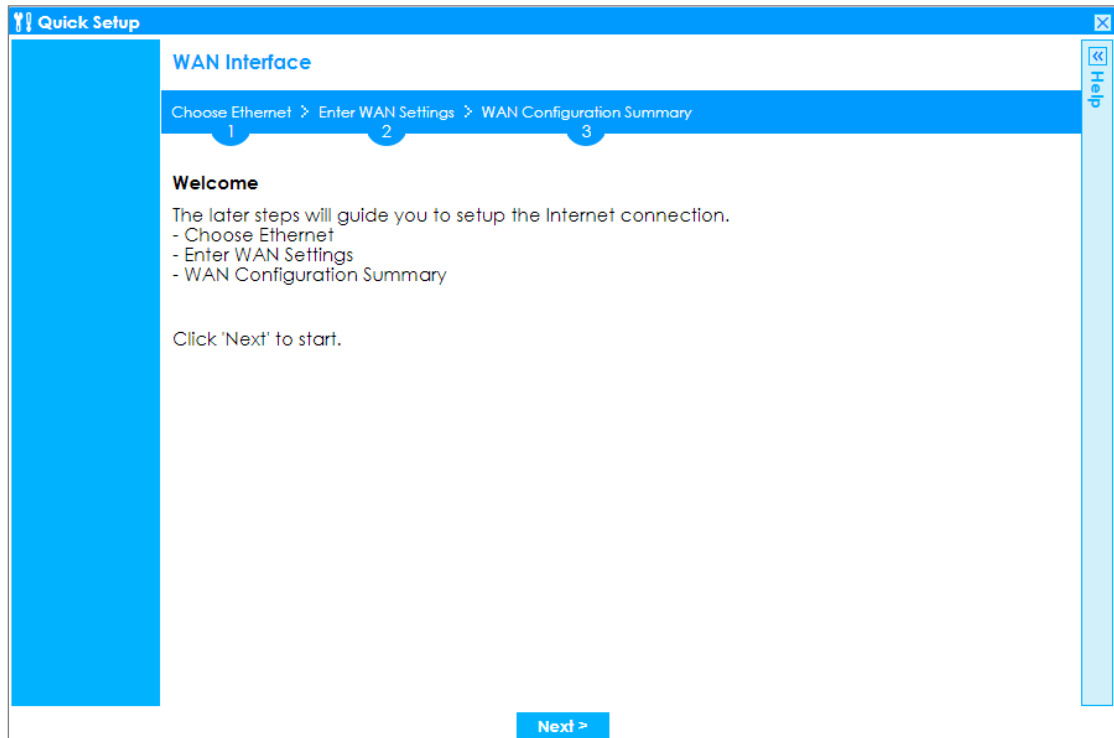 Quick Setup
Help
WAN Interface
Choose Ethernet > Enter WAN Settings > WAN Configuration Summary
1 2 3
Welcome
The later steps will guide you to setup the Internet connection.
- Choose Ethernet
- Enter WAN Settings
- WAN Configuration Summary
Click 'Next' to start.
Next >